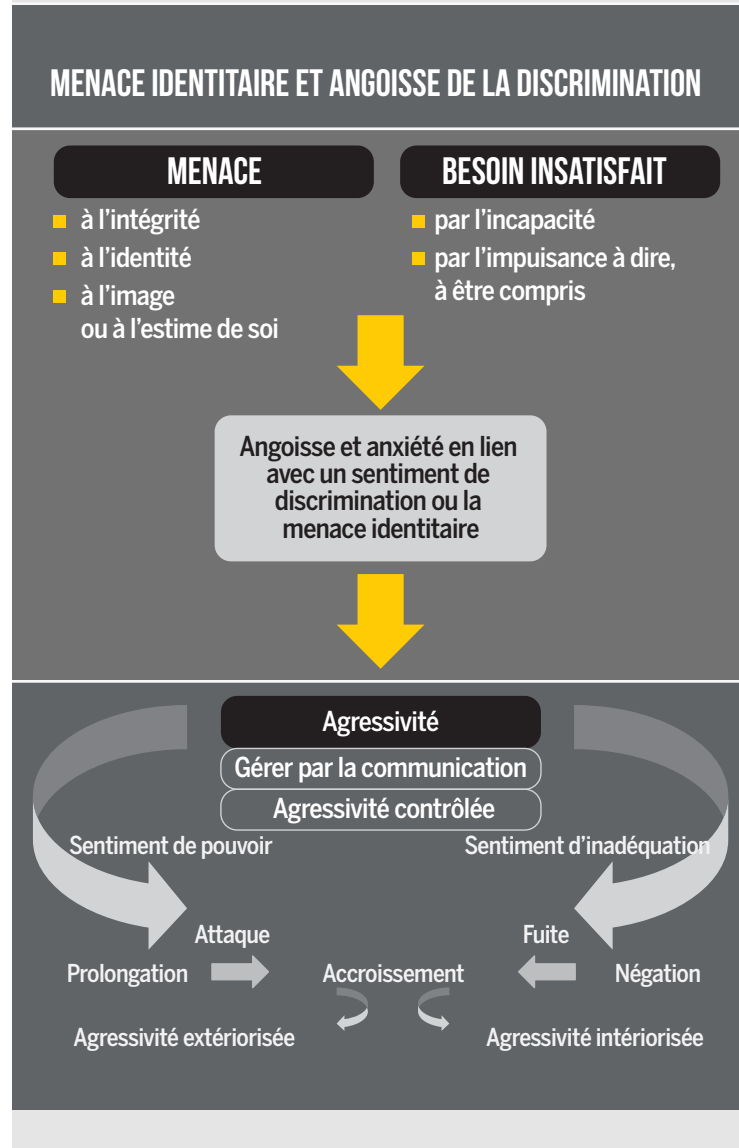 MENACE IDENTITAIRE ET ANGOISSE DE LA DISCRIMINATION
MENACE
à l'intégrité
à l'identité
à l'image
ou à l'estime de soi
BESOIN INSATISFAIT
par l'incapacité
par l'impuisance à dire,
à être compris
Angoisse et anxiété en lien
avec un sentiment de
discrimination ou la
menace identitaire
Agressivité
Gérer par la communication
Agressivité contrôlée
Sentiment de pouvoir
Sentiment d'inadéquation
Attaque
Fuite
Prolongation
Accroissement
Négation
Agressivité extériorisée
Agressivité intériorisée